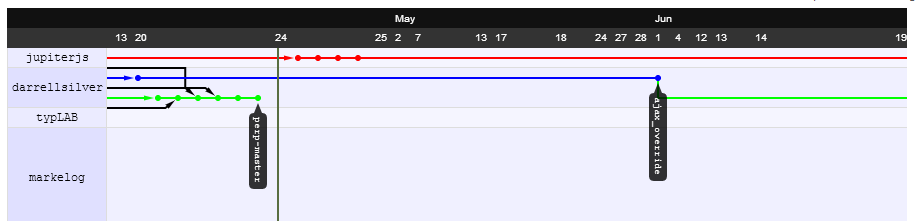 May Jun
13 20 24 25 2 7 13 17 18 24 27 28 1 4 12 13 14 19
jupiterjs
darrellsilver
typLAB
markelog
perp-master
ajax_override